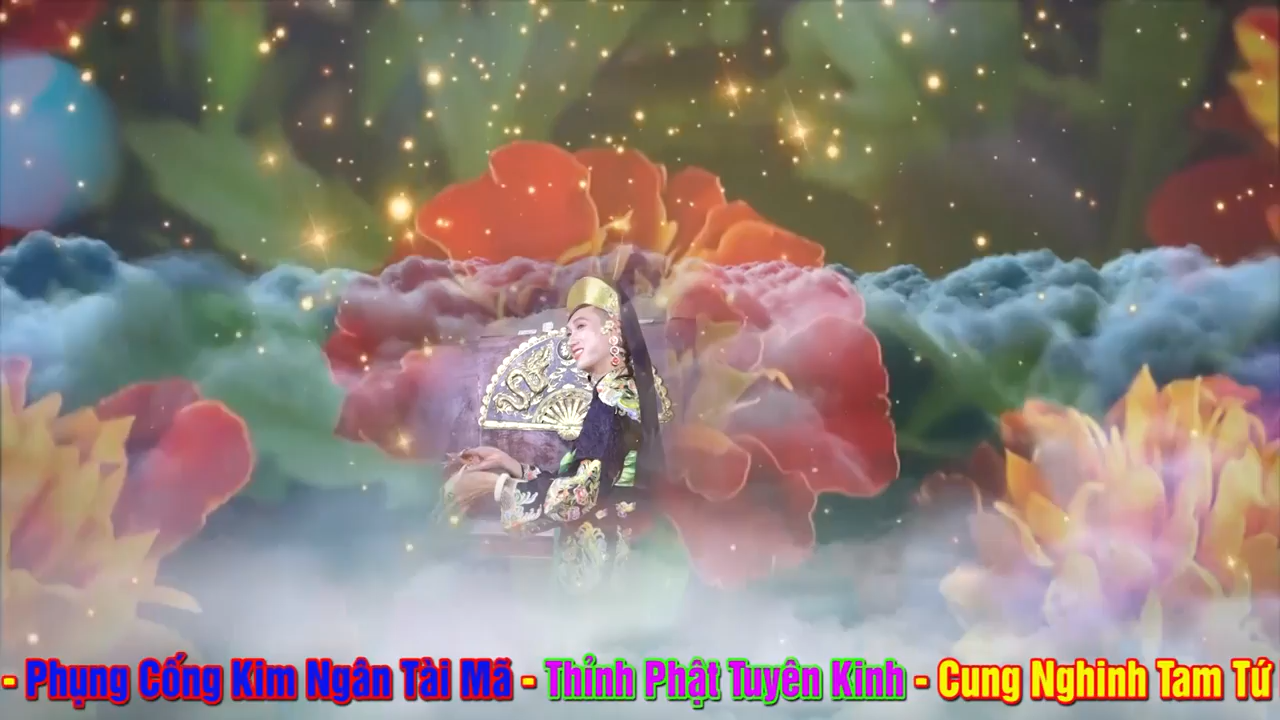 - Phụng Cống Kim Ngân Tài Mã - Thỉnh Phật Tuyên Kinh - Cung Nghinh Tam Tứ